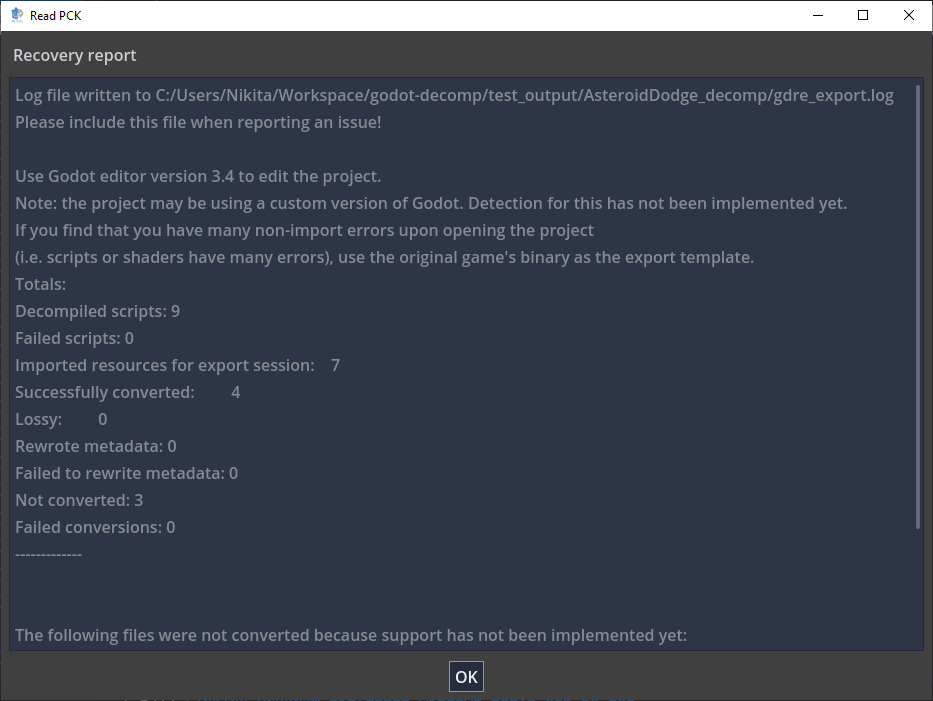 Read PCK
Recovery report
Log file written to C:/Users/Nikita/Workspace/godot-decomp/test_output/AsteroidDodge_decomp/gdre_export.log
Please include this file when reporting an issue!
Use Godot editor version 3.4 to edit the project.
Note: the project may be using a custom version of Godot. Detection for this has not been implemented yet.
If you find that you have many non-import errors upon opening the project
(i.e. scripts or shaders have many errors), use the original game's binary as the export template.
Totals:
Decompiled scripts: 9
Failed scripts: 0
Imported resources for export session: 7
Successfully converted: 4
Lossy: 0
Rewrote metadata: 0
Failed to rewrite metadata: 0
Not converted: 3
Failed conversions: 0
-------------
The following files were not converted because support has not been implemented yet:
OK